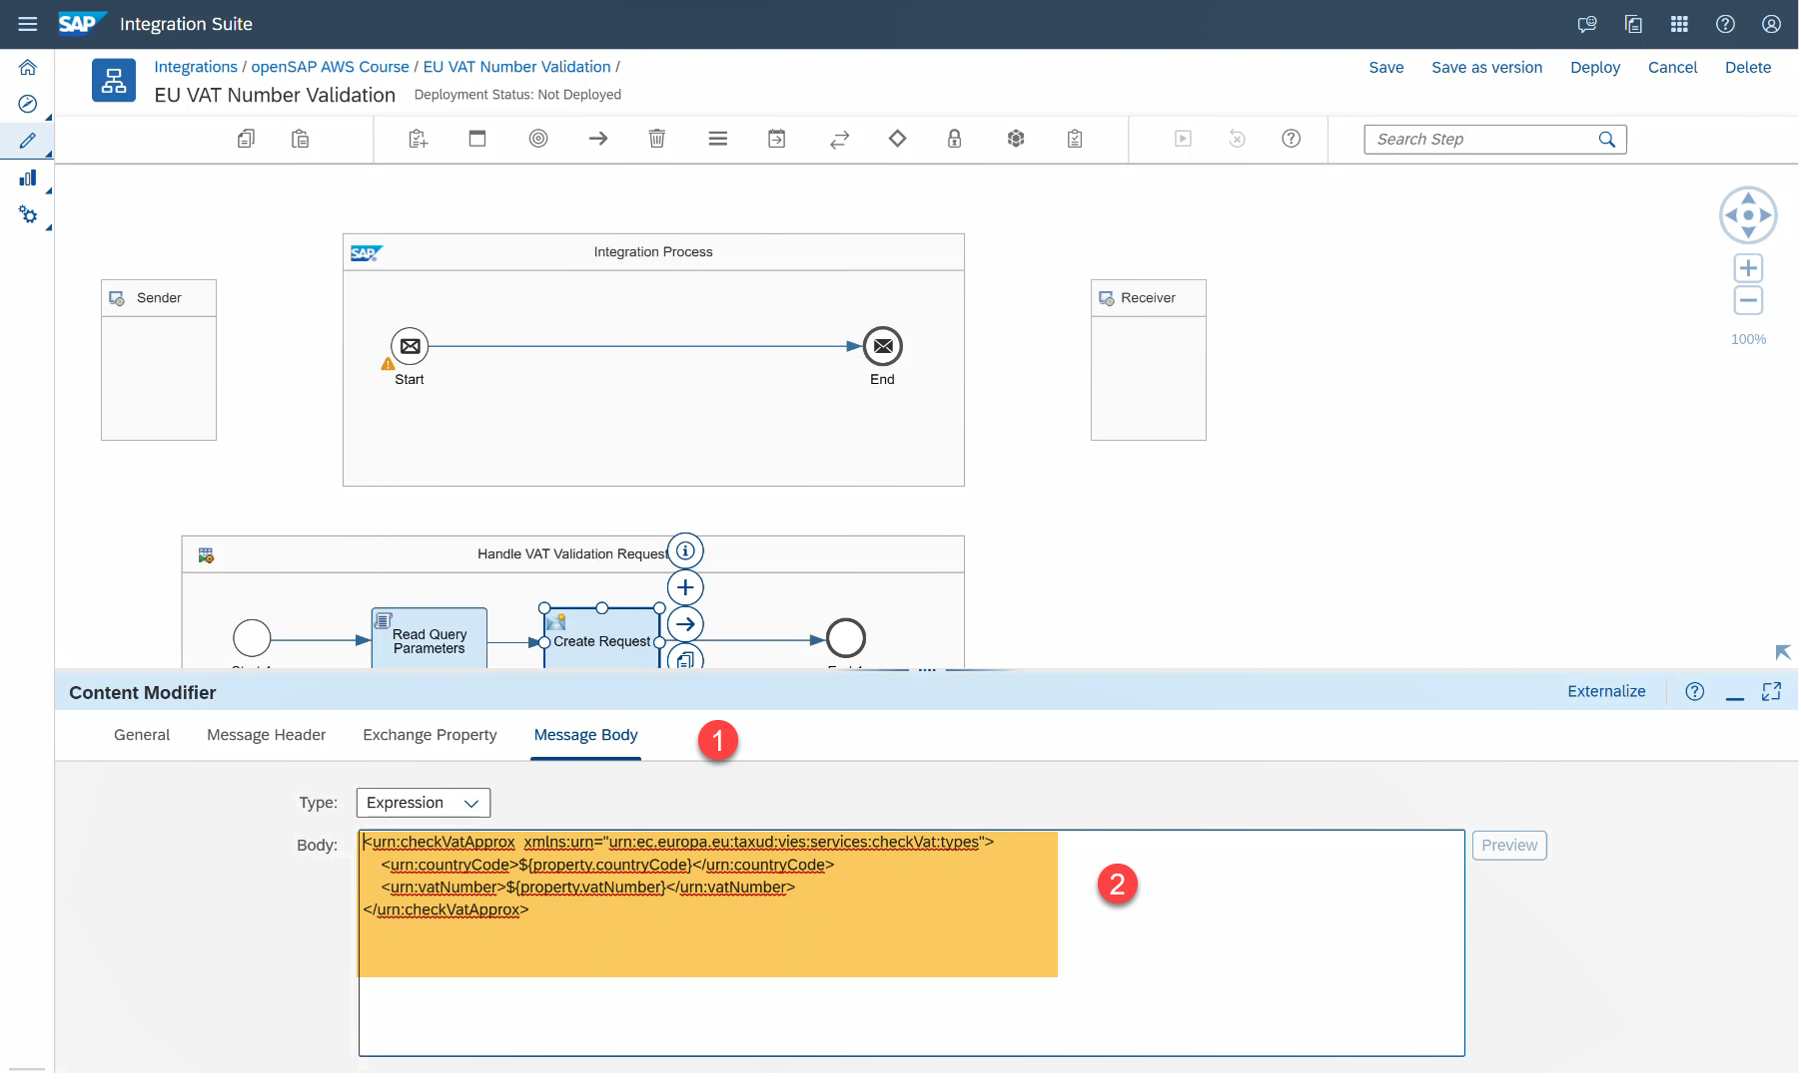 SAP Integration Suite
Integrations / openSAP AWS Course / EU VAT Number Validation /
Save Save as version Deploy Cancel Delete
EU VAT Number Validation Deployment Status: Not Deployed
Search Step
SAP Integration Process
Sender
Receiver
Start
End
100%
Handle VAT Validation Request
Read Query
Parameters
Create Request
Content Modifier
Externalize
General Message Header Exchange Property Message Body 1
Type: Expression
Body:
<urn:checkVatApprox xmlns:urn="urn:ec.europa.eu:taxud:vies:services:checkVat:types">
<urn:countryCode>${property.countryCode}</urn:countryCode>
<urn:vatNumber>${property.vatNumber}</urn:vatNumber>
</urn:checkVatApprox>
2
Preview